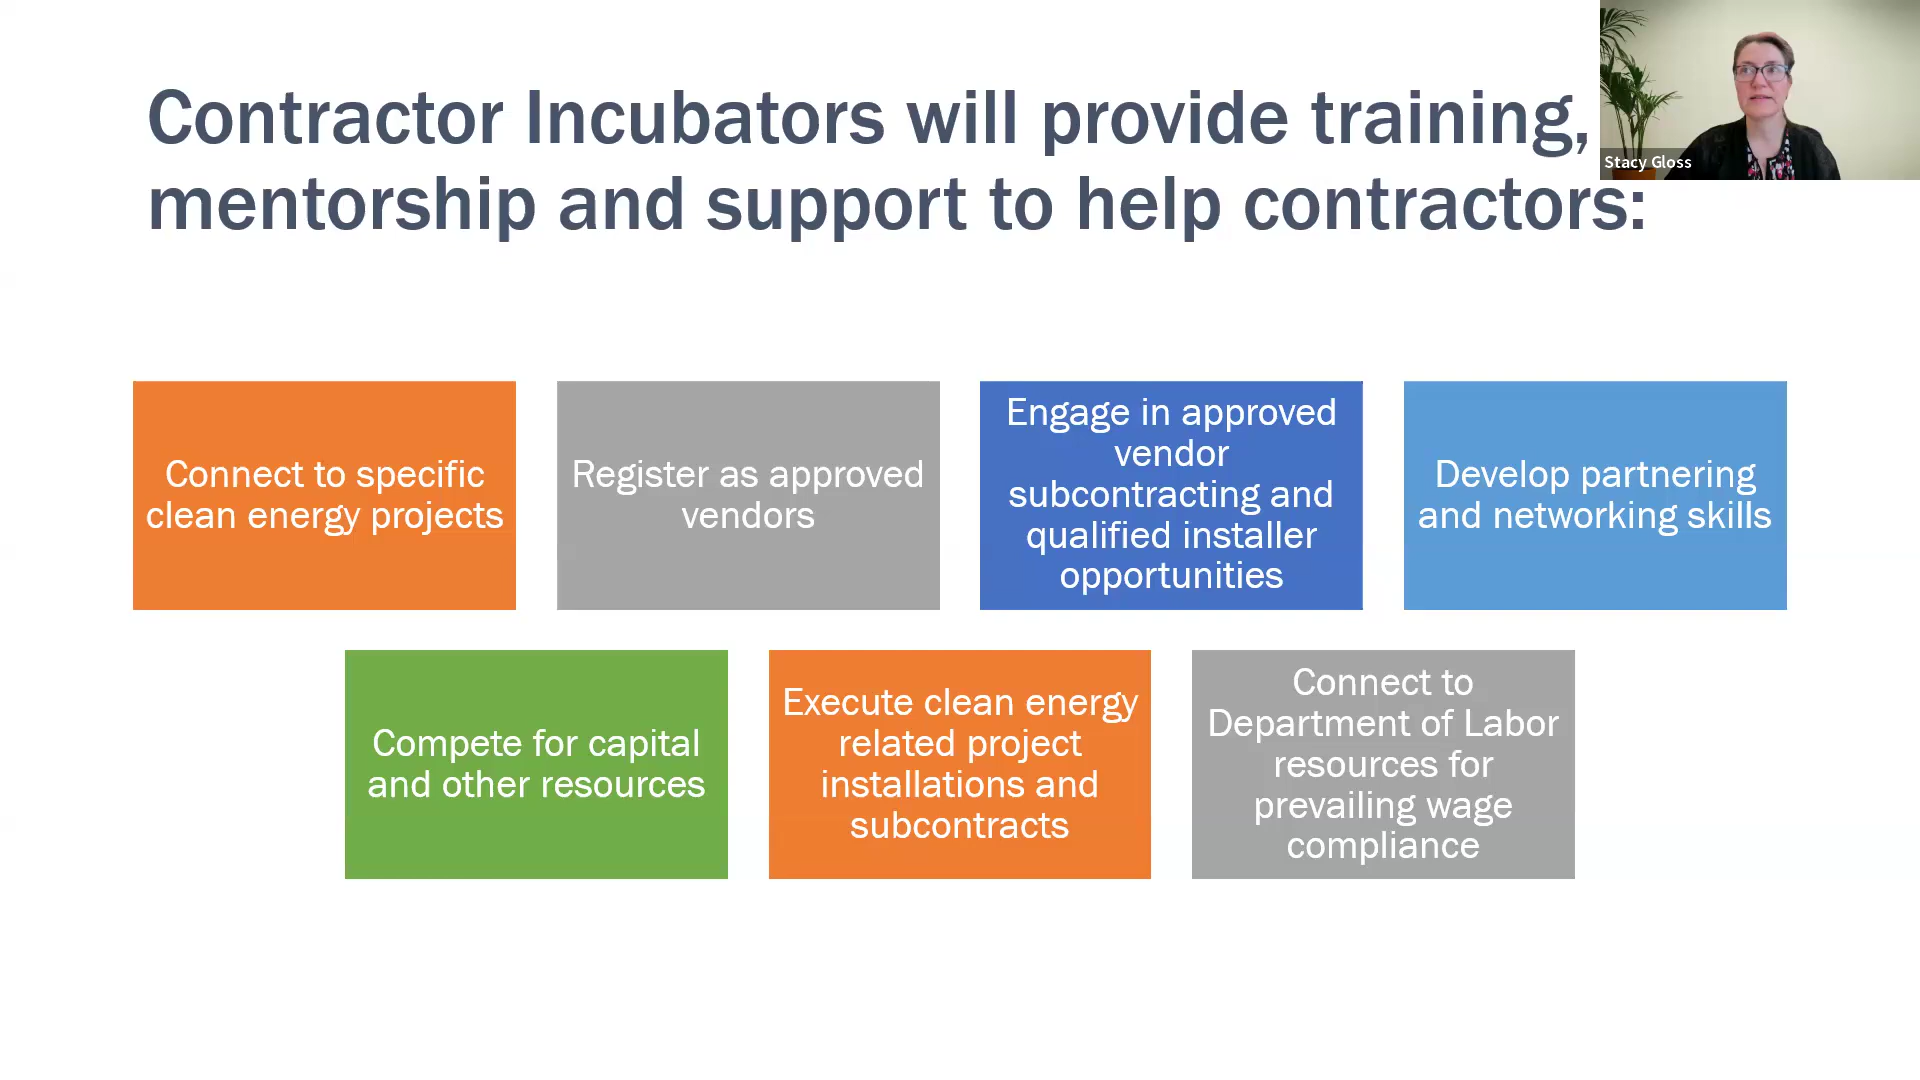 Contractor Incubators will provide training,
mentorship and support to help contractors:
Stacy Gloss
Connect to specific
clean energy projects
Register as approved
vendors
Engage in approved
vendor
subcontracting and
qualified installer
opportunities
Develop partnering
and networking skills
Compete for capital
and other resources
Execute clean energy
related project
installations and
subcontracts
Connect to
Department of Labor
resources for
prevailing wage
compliance